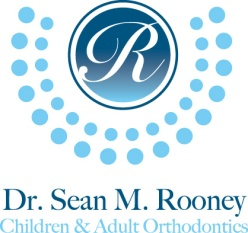 R
Dr. Sean M. Rooney
Children & Adult Orthodontics